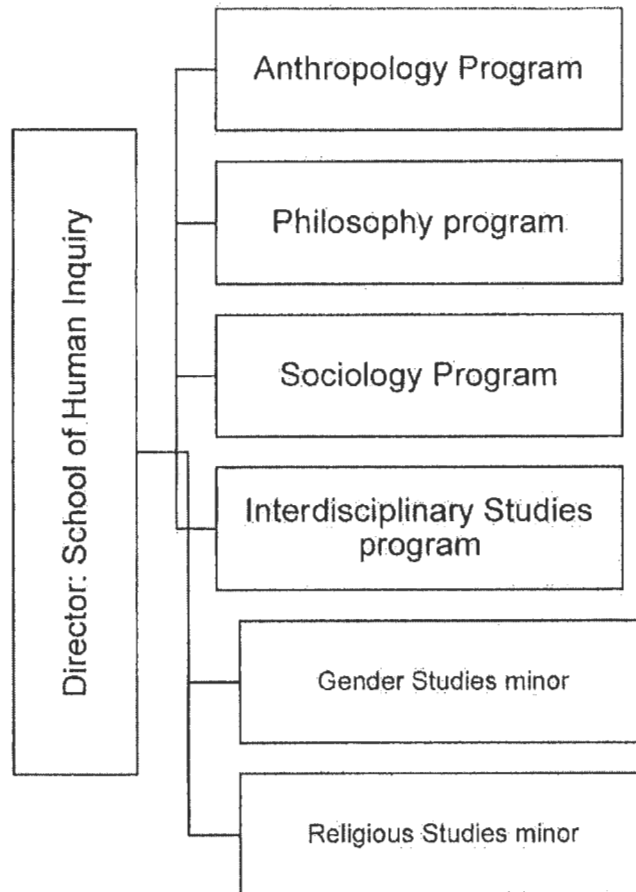 Director: School of Human Inquiry
Anthropology Program
Philosophy program
Sociology Program
Interdisciplinary Studies
program
Gender Studies minor
Religious Studies minor